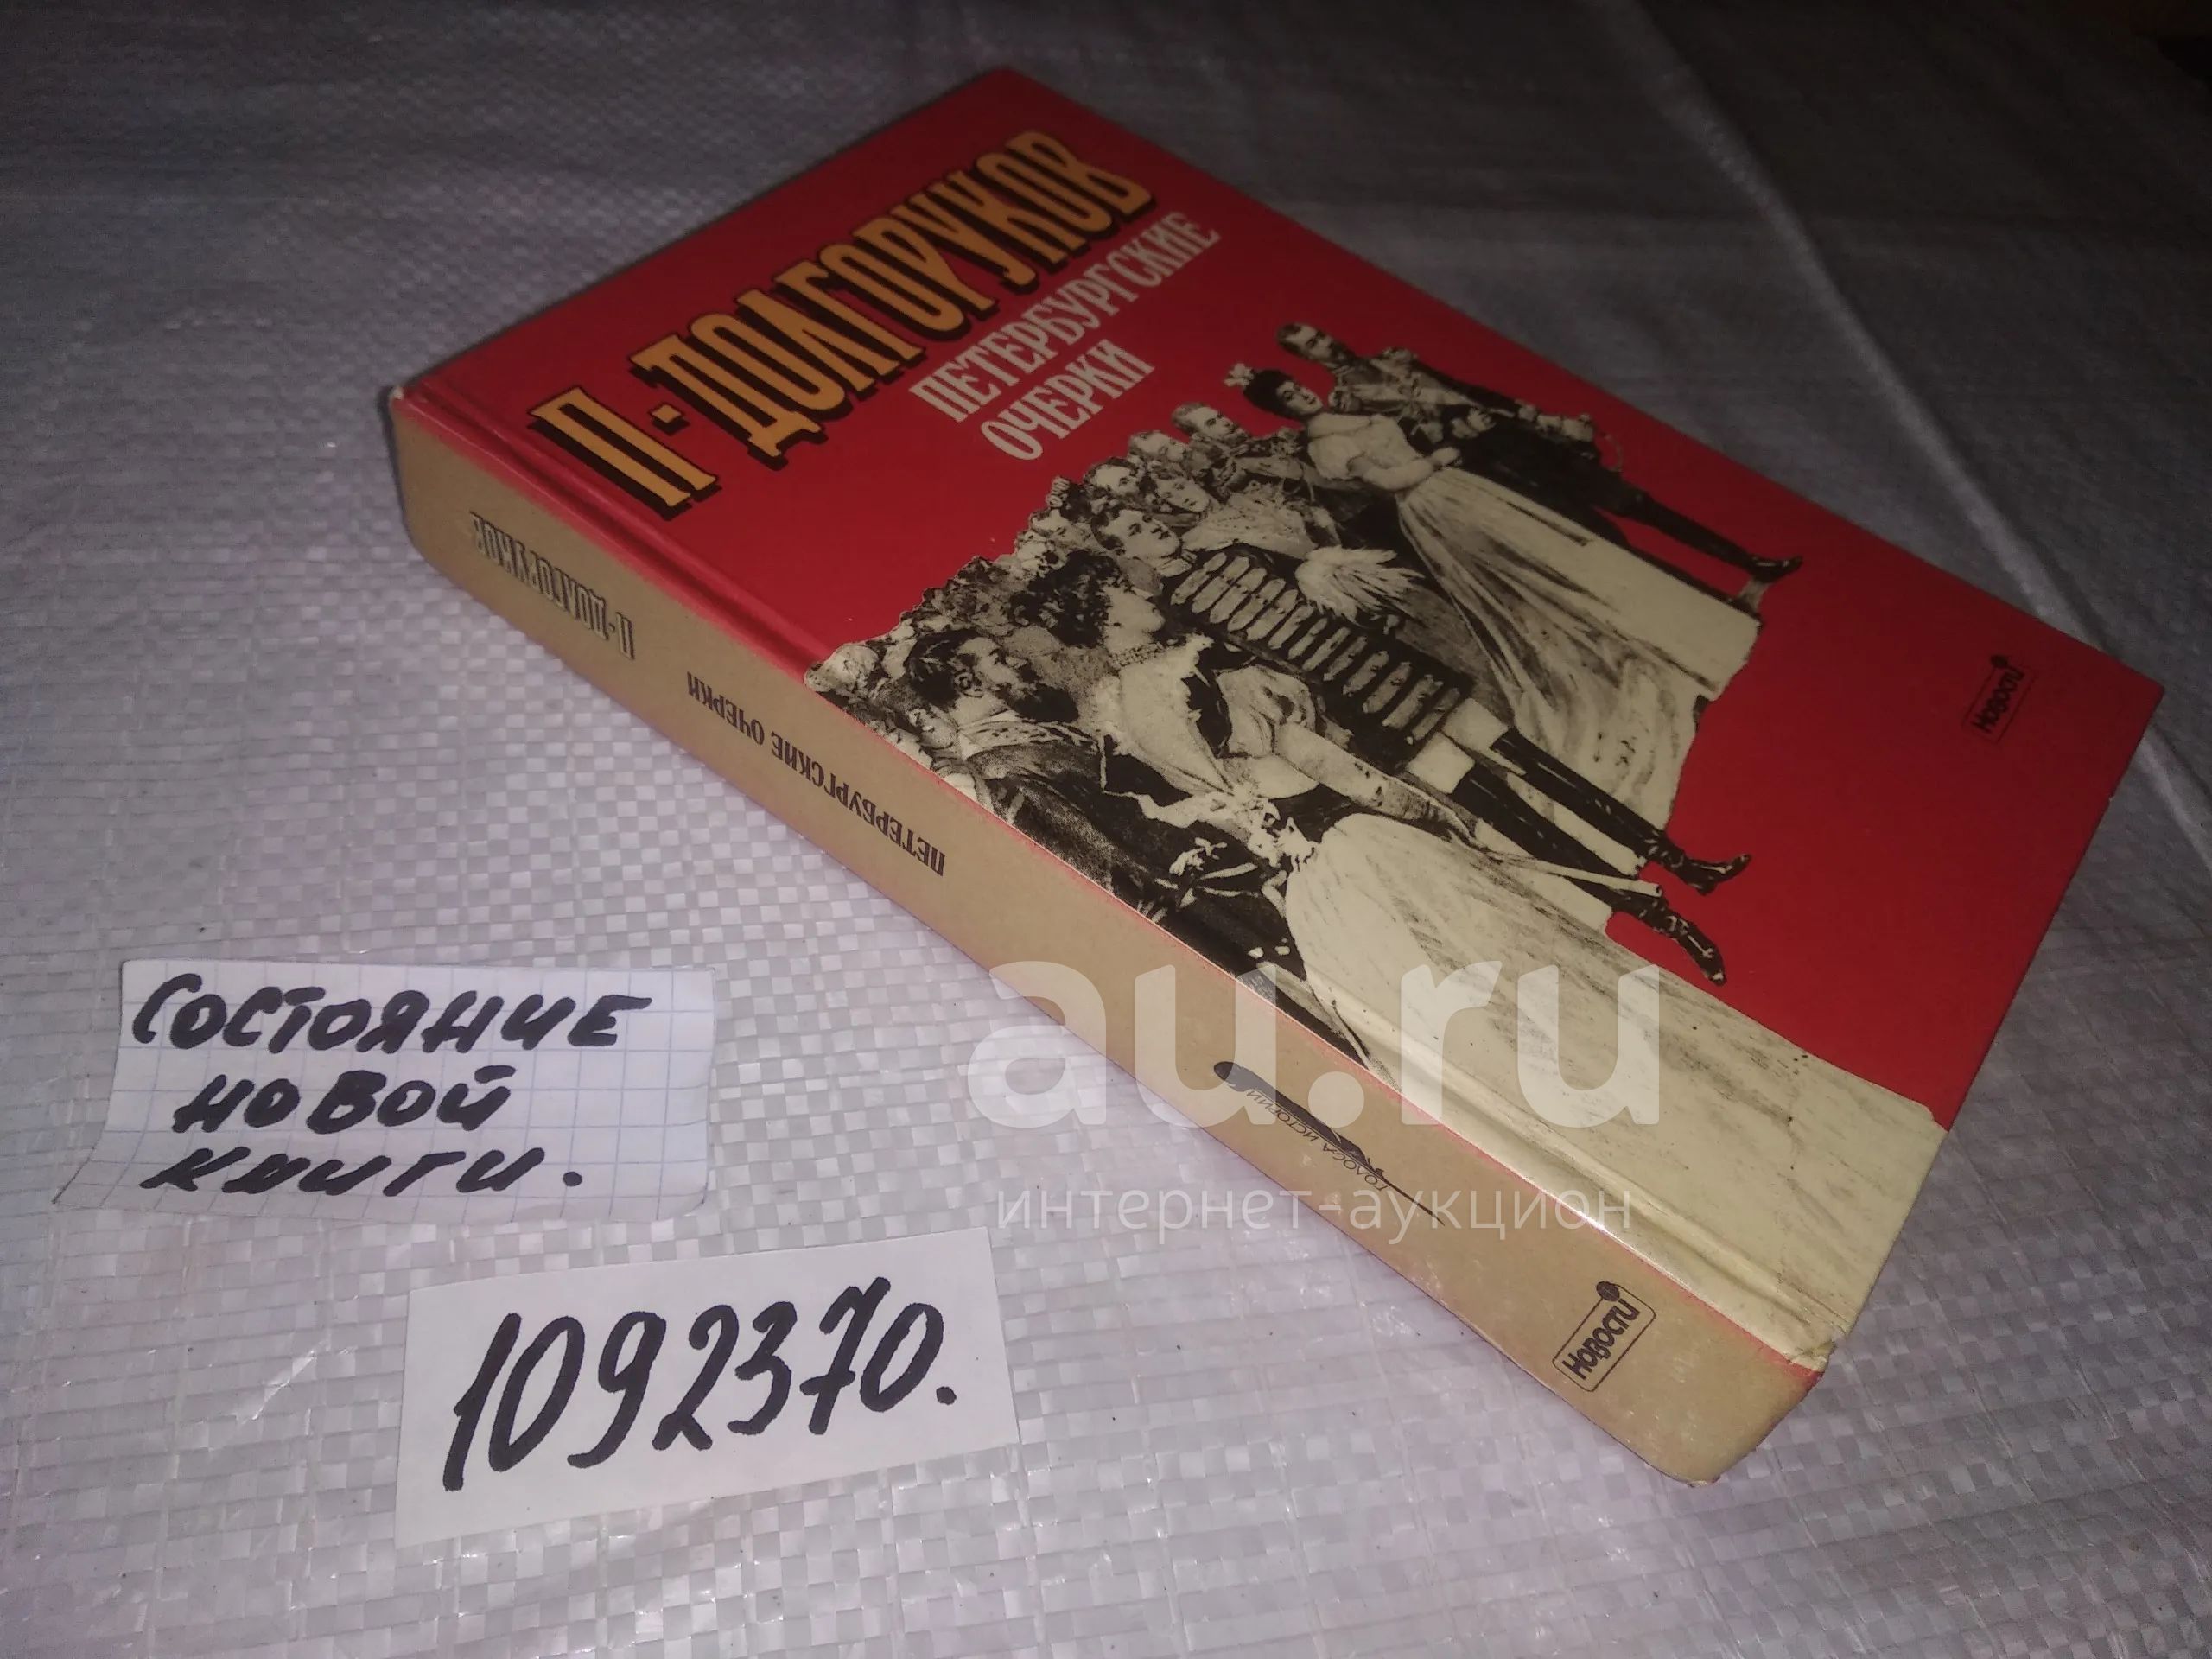 П·ДОЛГОРУКОВ
ПЕТЕРБУРГСКИЕ
ОЧЕРКИ
НОВОСТИ
П·ДОЛГОРУКОВ
ПЕТЕРБУРГСКИЕ ОЧЕРКИ
ГОЛОСА ИСТОРИИ
НОВОСТИ
au.ru
интернет-аукцион
СОСТОЯНИЕ
НОВОЙ
КНИГИ.
1092370.